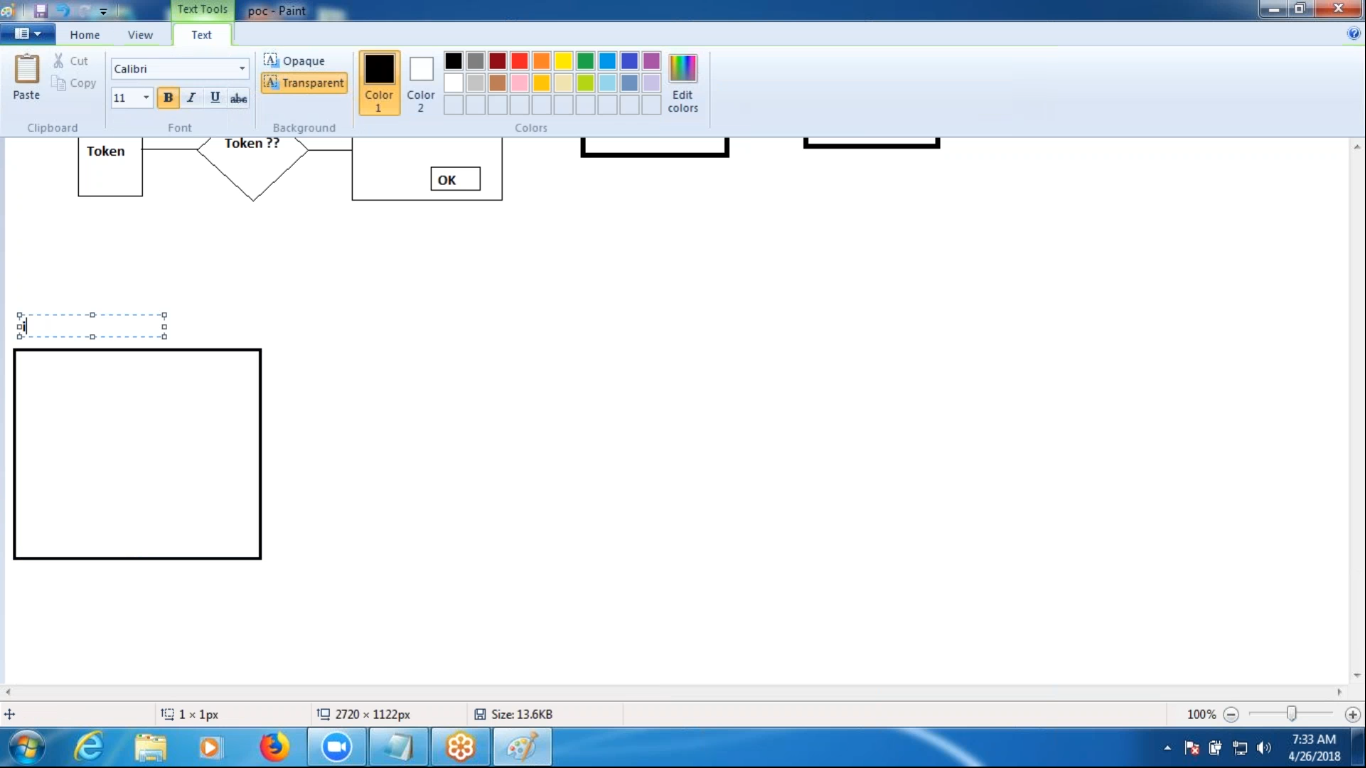 Text Tools
poc - Paint
Home
View
Text
Paste
Cut
Copy
Clipboard
Calibri
11
B I U abc
Font
Opaque
Transparent
Background
Color 1
Color 2
Edit colors
Colors
Token
Token ??
OK
i
1 × 1px
2720 × 1122px
Size: 13.6KB
100%
7:33 AM
4/26/2018